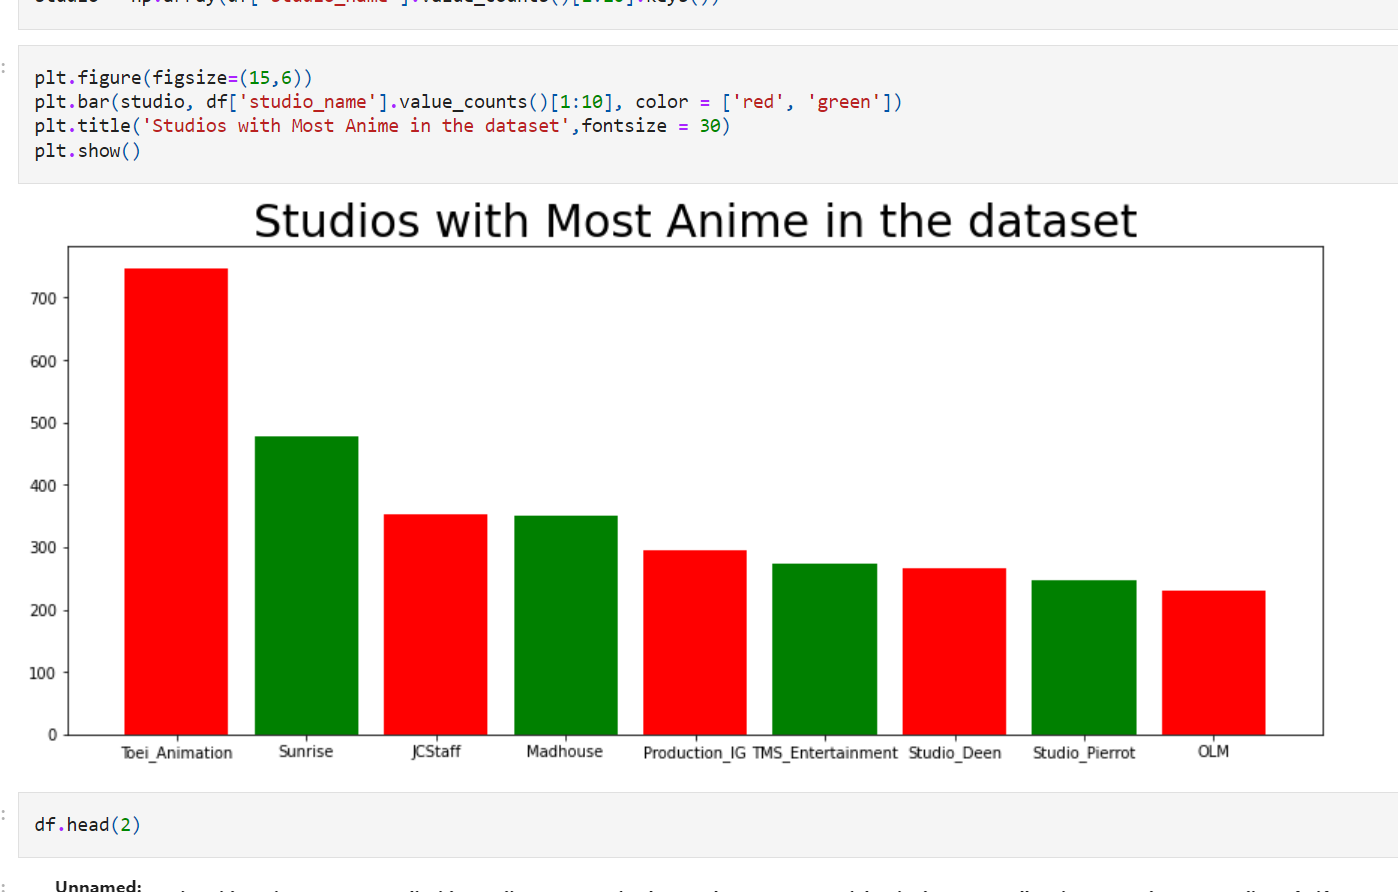 plt.figure(figsize=(15,6))
plt.bar(studio, df['studio_name'].value_counts()[1:10], color = ['red', 'green'])
plt.title('Studios with Most Anime in the dataset',fontsize = 30)
plt.show()
Studios with Most Anime in the dataset
700
600
500
400
300
200
100
0
Toei_Animation Sunrise JCStaff Madhouse Production_IG TMS_Entertainment Studio_Deen Studio_Pierrot OLM
df.head(2)
Unnamed: